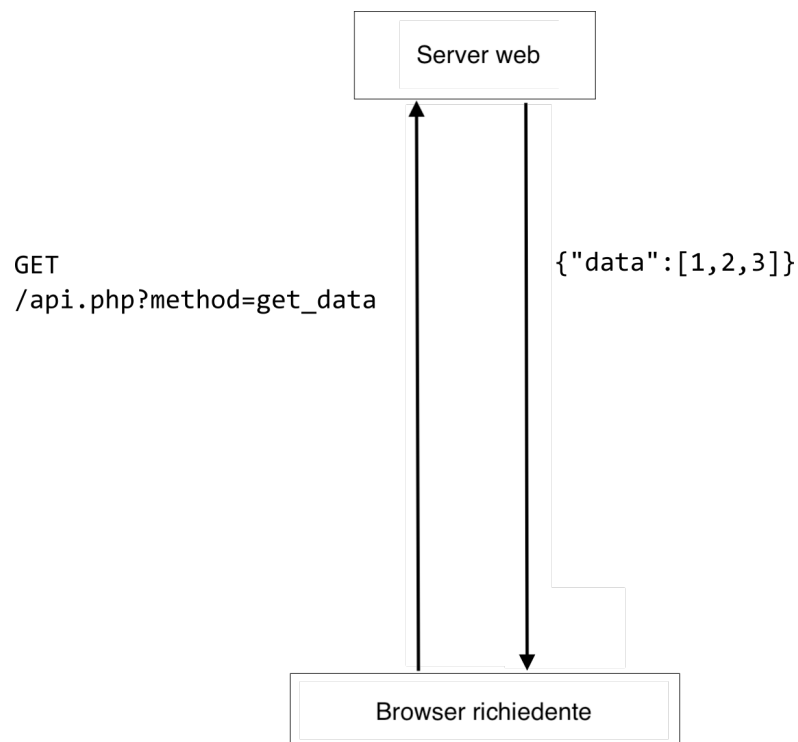 Server web
GET
/api.php?method=get_data
{"data":[1,2,3]}
Browser richiedente